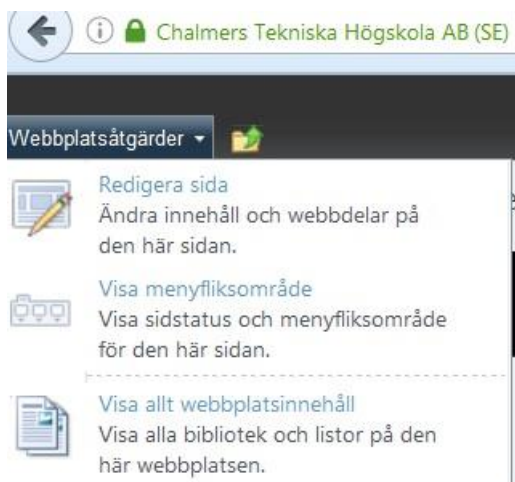 Chalmers Tekniska Högskola AB (SE)
Webbplatsåtgärder
Redigera sida
Ändra innehåll och webbdelar på
den här sidan.
Visa menyfliksområde
Visa sidstatus och menyfliksområde
för den här sidan.
Visa allt webbplatsinnehåll
Visa alla bibliotek och listor på den
här webbplatsen.